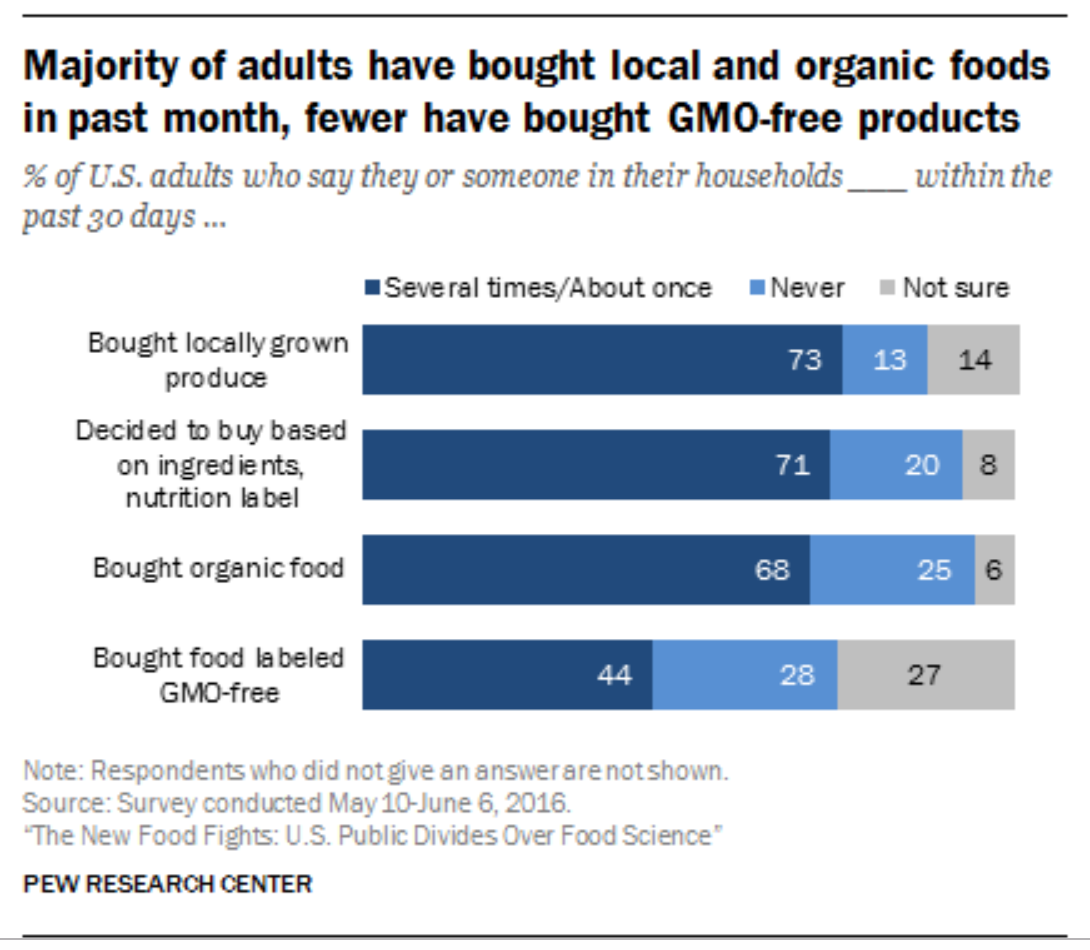 Majority of adults have bought local and organic foods
in past month, fewer have bought GMO-free products
% of U.S. adults who say they or someone in their households ___ within the
past 30 days ...
Several times/About once Never Not sure
Bought locally grown
produce
73 13 14
Decided to buy based
on ingredients,
nutrition label
71 20 8
Bought organic food
68 25 6
Bought food labeled
GMO-free
44 28 27
Note: Respondents who did not give an answer are not shown.
Source: Survey conducted May 10-June 6, 2016.
“The New Food Fights: U.S. Public Divides Over Food Science”
PEW RESEARCH CENTER